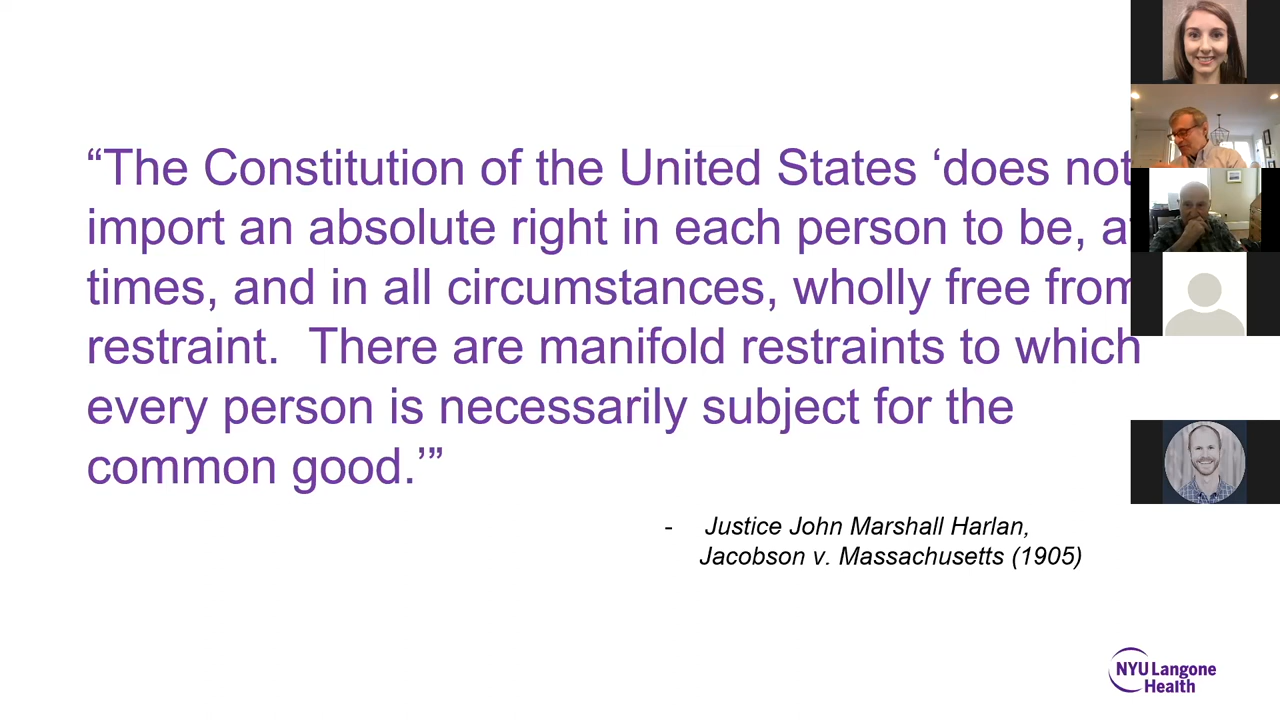 “The Constitution of the United States ‘does not
import an absolute right in each person to be,
times, and in all circumstances, wholly free from
restraint.  There are manifold restraints to which
every person is necessarily subject for the
common good.’”
- Justice John Marshall Harlan,
Jacobson v. Massachusetts (1905)
NYU Langone
Health